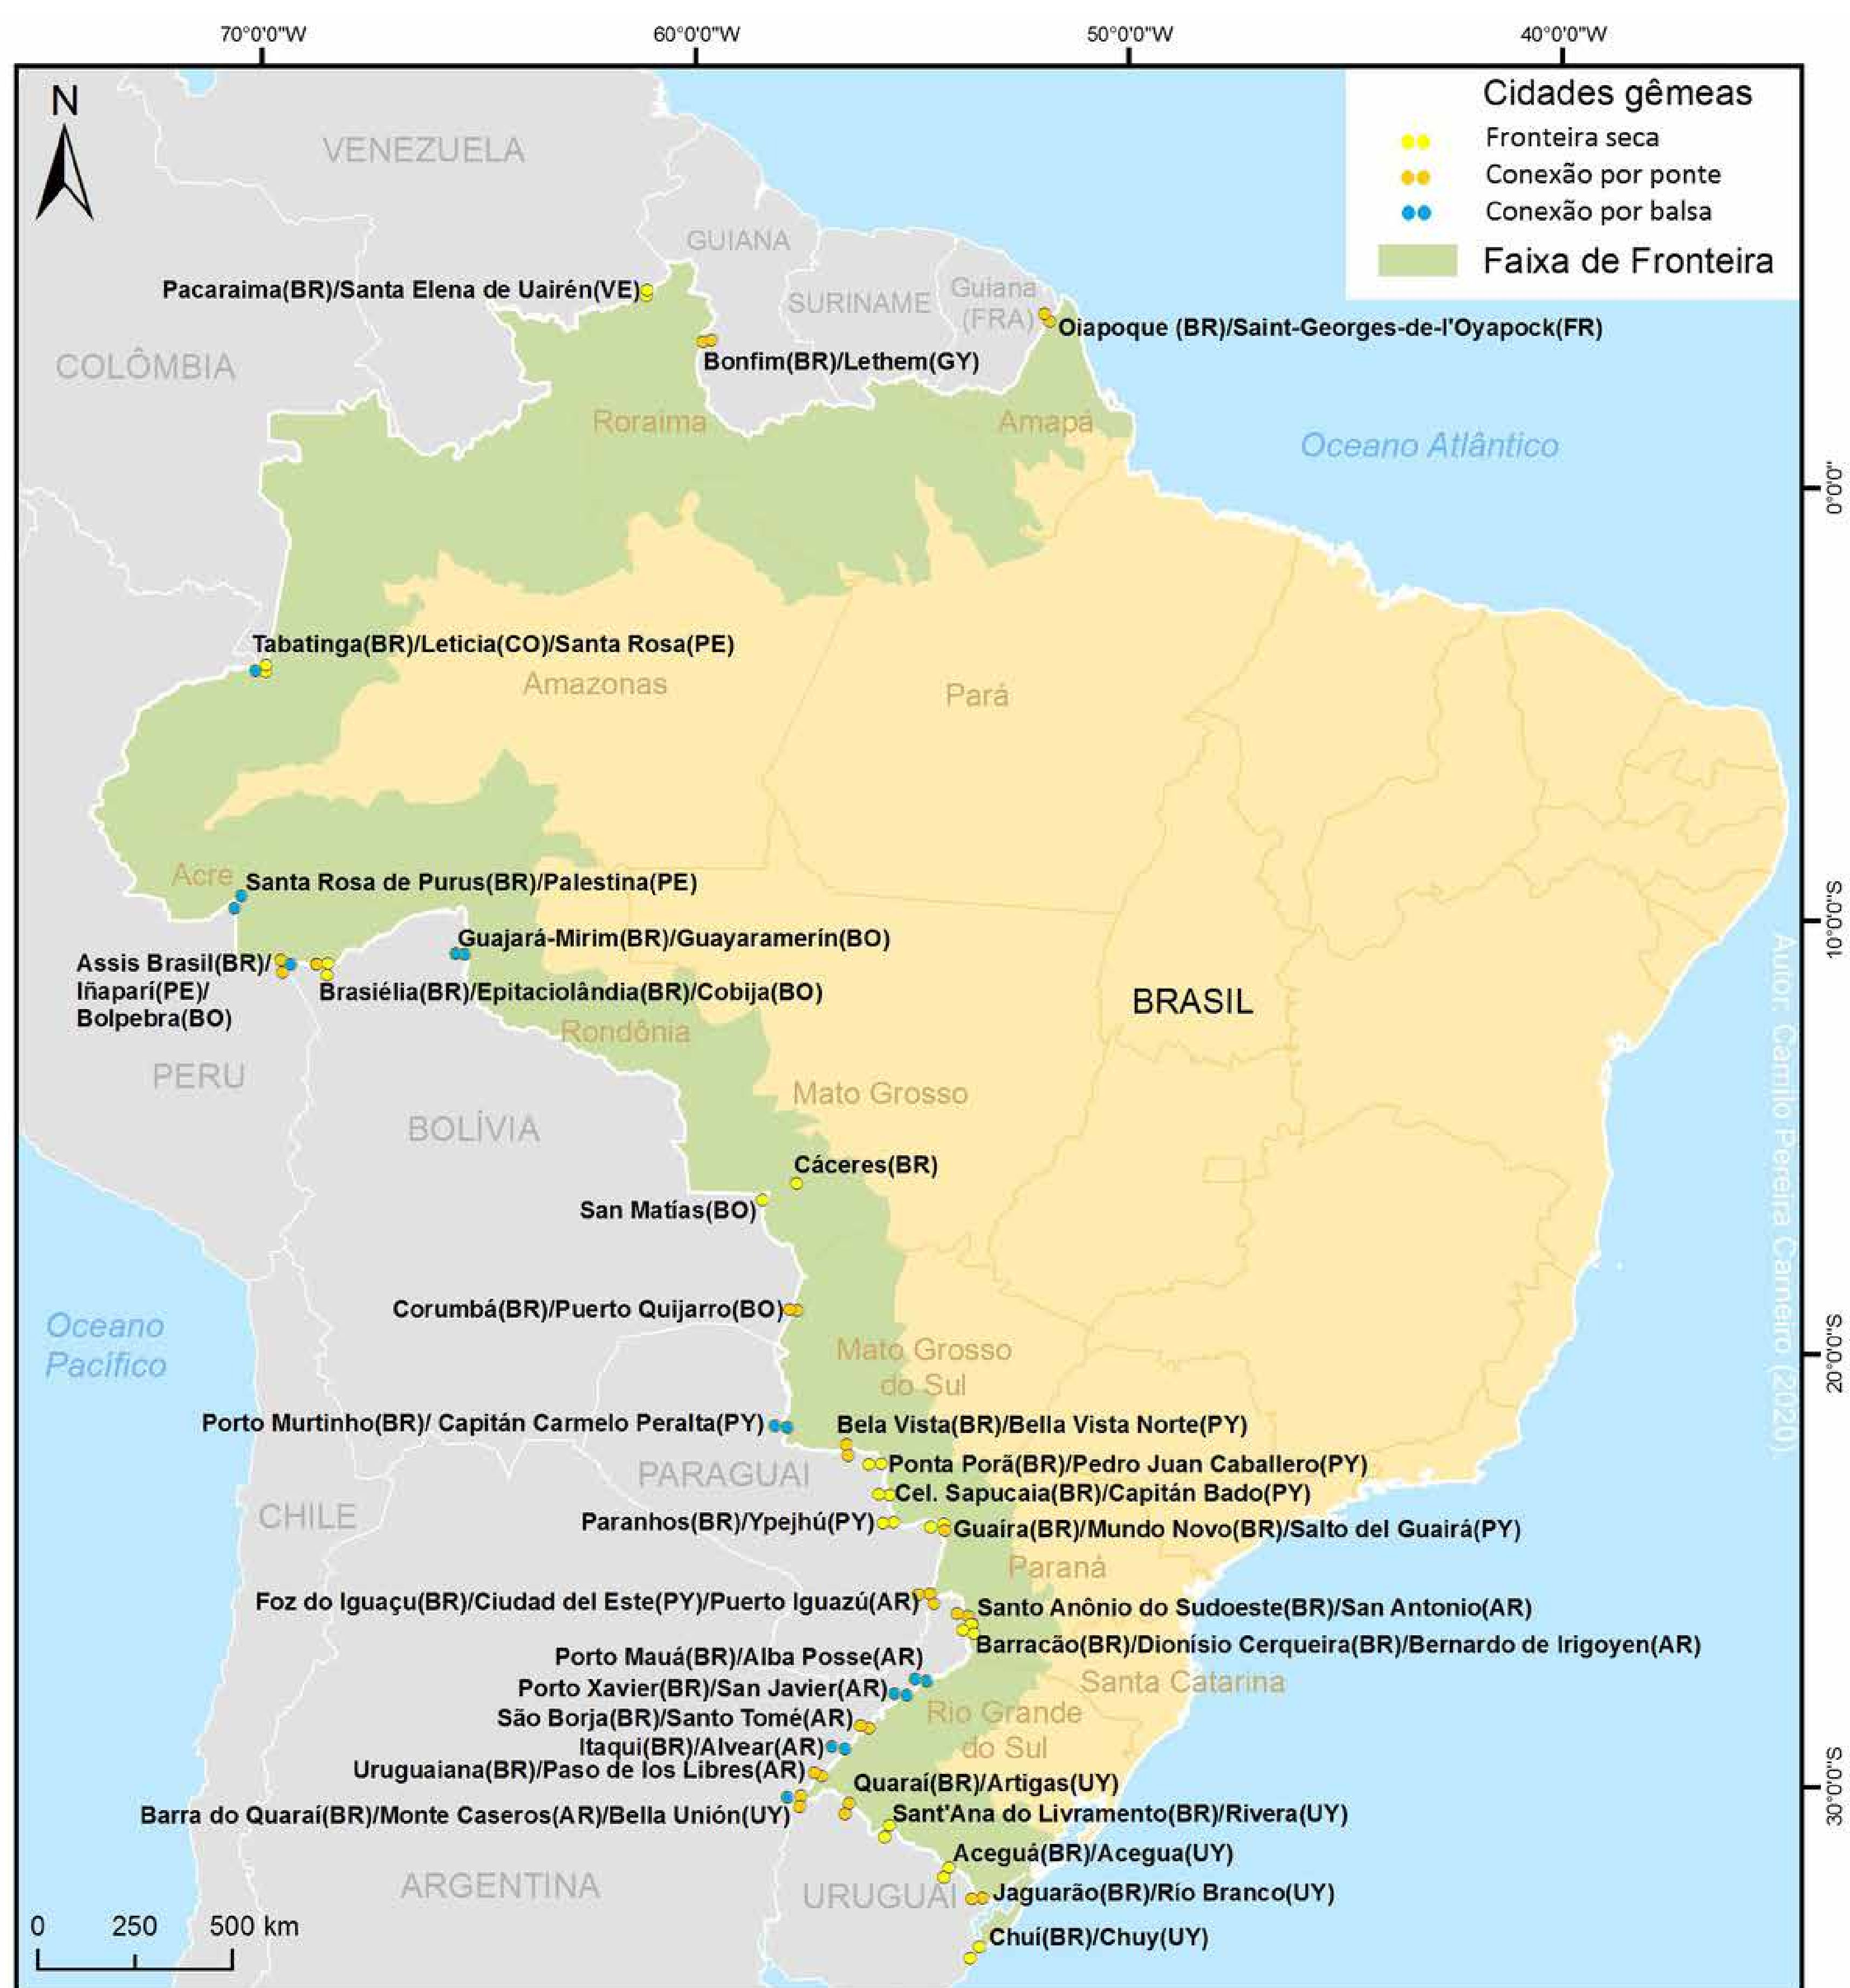 70°0'0"W
60°0'0"W
50°0'0"W
40°0'0"W
N
Cidades gêmeas
Fronteira seca
Conexão por ponte
Conexão por balsa
Faixa de Fronteira
VENEZUELA
GUIANA
SURINAME
Guiana
(FRA)
COLÔMBIA
Pacaraima(BR)/Santa Elena de Uairén(VE)
Oiapoque (BR)/Saint-Georges-de-l'Oyapock(FR)
Bonfim(BR)/Lethem(GY)
Roraima
Amapá
Oceano Atlântico
0°0'0"
Tabatinga(BR)/Leticia(CO)/Santa Rosa(PE)
Amazonas
Pará
Acre
Santa Rosa de Purus(BR)/Palestina(PE)
10°0'0"S
Guajará-Mirim(BR)/Guayaramerín(BO)
Assis Brasil(BR)/
Iñaparí(PE)/
Bolpebra(BO)
Brasiélia(BR)/Epitaciolândia(BR)/Cobija(BO)
BRASIL
Rondônia
PERU
Mato Grosso
BOLÍVIA
Cáceres(BR)
San Matías(BO)
Autor: Camilo Pereira Carneiro (2020).
Corumbá(BR)/Puerto Quijarro(BO)
Oceano
Pacífico
Mato Grosso
do Sul
20°0'0"S
Porto Murtinho(BR)/ Capitán Carmelo Peralta(PY)
Bela Vista(BR)/Bella Vista Norte(PY)
Ponta Porã(BR)/Pedro Juan Caballero(PY)
PARAGUAI
Cel. Sapucaia(BR)/Capitán Bado(PY)
CHILE
Paranhos(BR)/Ypejhú(PY)
Guaíra(BR)/Mundo Novo(BR)/Salto del Guairá(PY)
Paraná
Foz do Iguaçu(BR)/Ciudad del Este(PY)/Puerto Iguazú(AR)
Santo Anônio do Sudoeste(BR)/San Antonio(AR)
Barracão(BR)/Dionísio Cerqueira(BR)/Bernardo de Irigoyen(AR)
Porto Mauá(BR)/Alba Posse(AR)
Santa Catarina
Porto Xavier(BR)/San Javier(AR)
Rio Grande
do Sul
São Borja(BR)/Santo Tomé(AR)
Itaqui(BR)/Alvear(AR)
Uruguaiana(BR)/Paso de los Libres(AR)
Quaraí(BR)/Artigas(UY)
30°0'0"S
Barra do Quaraí(BR)/Monte Caseros(AR)/Bella Unión(UY)
Sant'Ana do Livramento(BR)/Rivera(UY)
Aceguá(BR)/Acegua(UY)
ARGENTINA
URUGUAI
Jaguarão(BR)/Río Branco(UY)
Chuí(BR)/Chuy(UY)
0 250 500 km